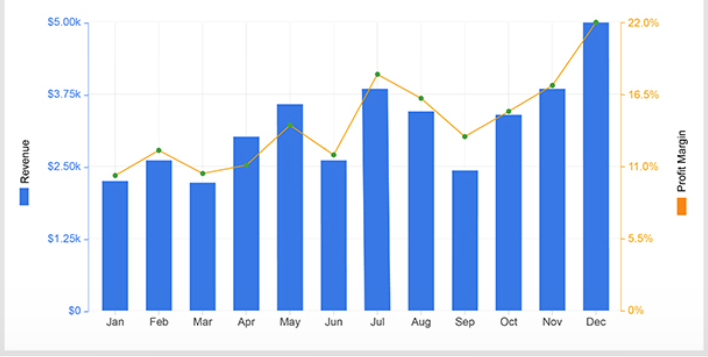 $5.00k
$3.75k
$2.50k
$1.25k
$0
Revenue
22.0%
16.5%
11.0%
5.5%
0%
Profit Margin
Jan Feb Mar Apr May Jun Jul Aug Sep Oct Nov Dec